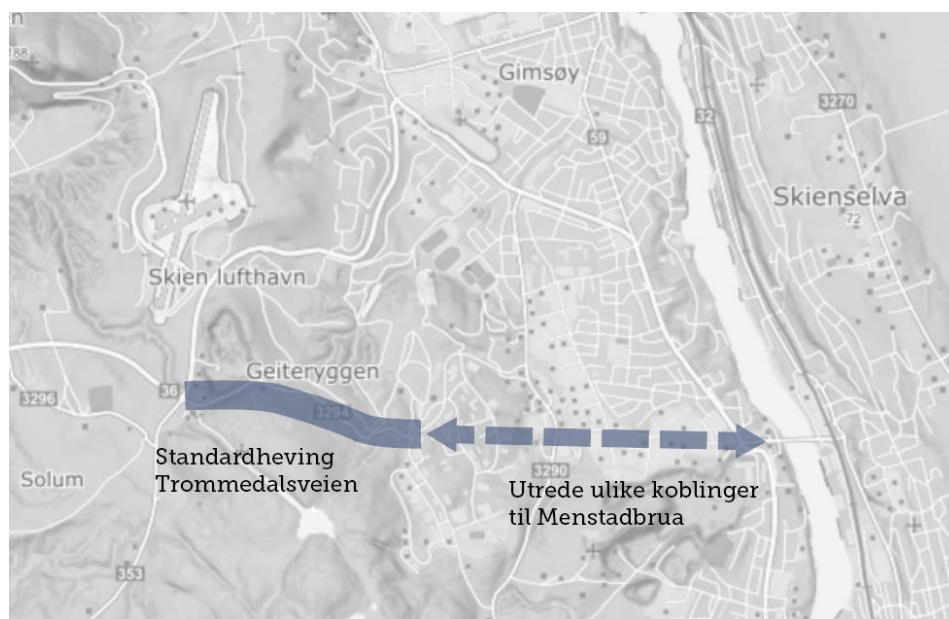 en
188
Gimsøy
59
32
3270
Skienselva
72
Skien lufthavn
Geiteryggen
36
3296
3294
Standardheving
Trommedalsveien
Solum
3290
Utrede ulike koblinger
til Menstadbrua
353